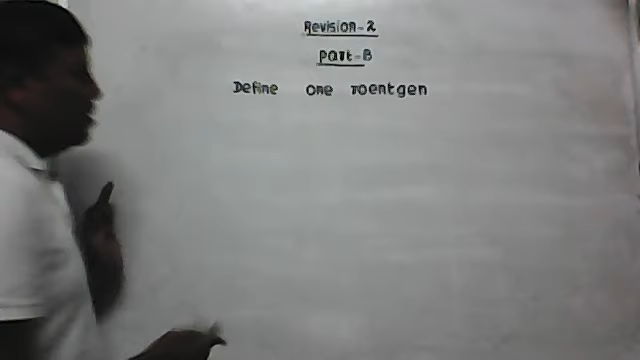 Revision-2
Part-B
Define one roentgen